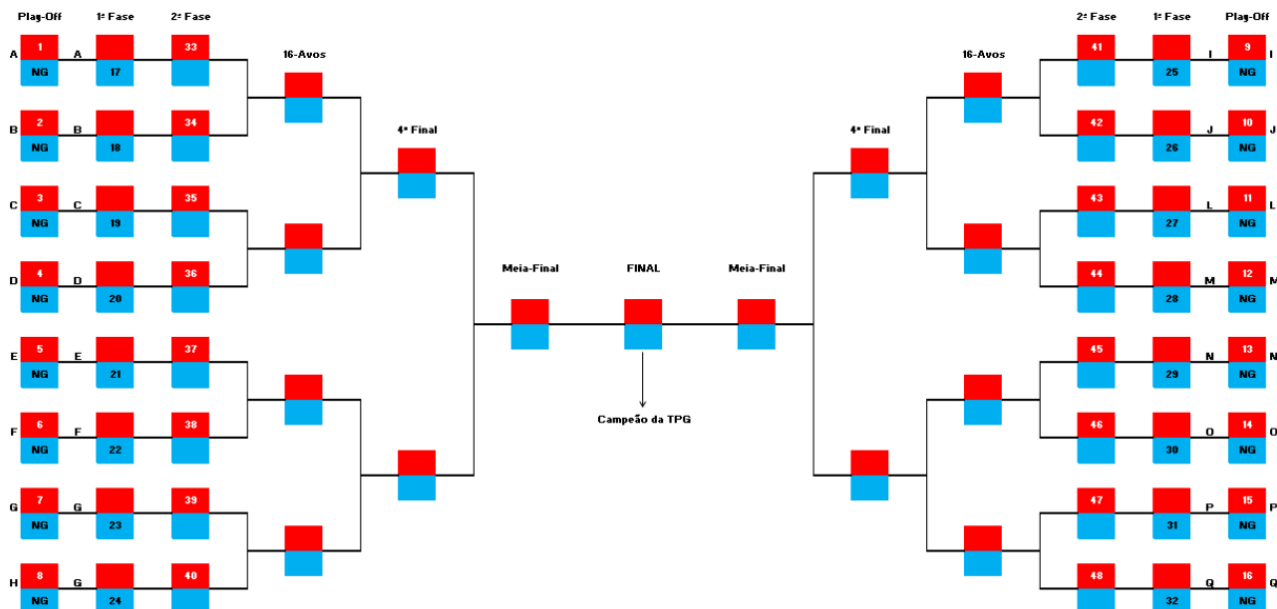 Play-Off 1ª Fase 2ª Fase 2ª Fase 1ª Fase Play-Off
A 1 A 33 16-Avos 16-Avos 41 I 9 I
NG 17 25 NG
B 2 B 34 4ª Final 4ª Final 42 J 10 J
NG 18 26 NG
C 3 C 35 43 L 11 L
NG 19 27 NG
D 4 D 36 Meia-Final FINAL Meia-Final 44 M 12 M
NG 20 28 NG
E 5 E 37 45 N 13 N
NG 21 29 NG
Campeão da TPG
F 6 F 38 46 O 14 O
NG 22 30 NG
G 7 G 39 47 P 15 P
NG 23 31 NG
H 8 G 40 48 Q 16 Q
NG 24 32 NG